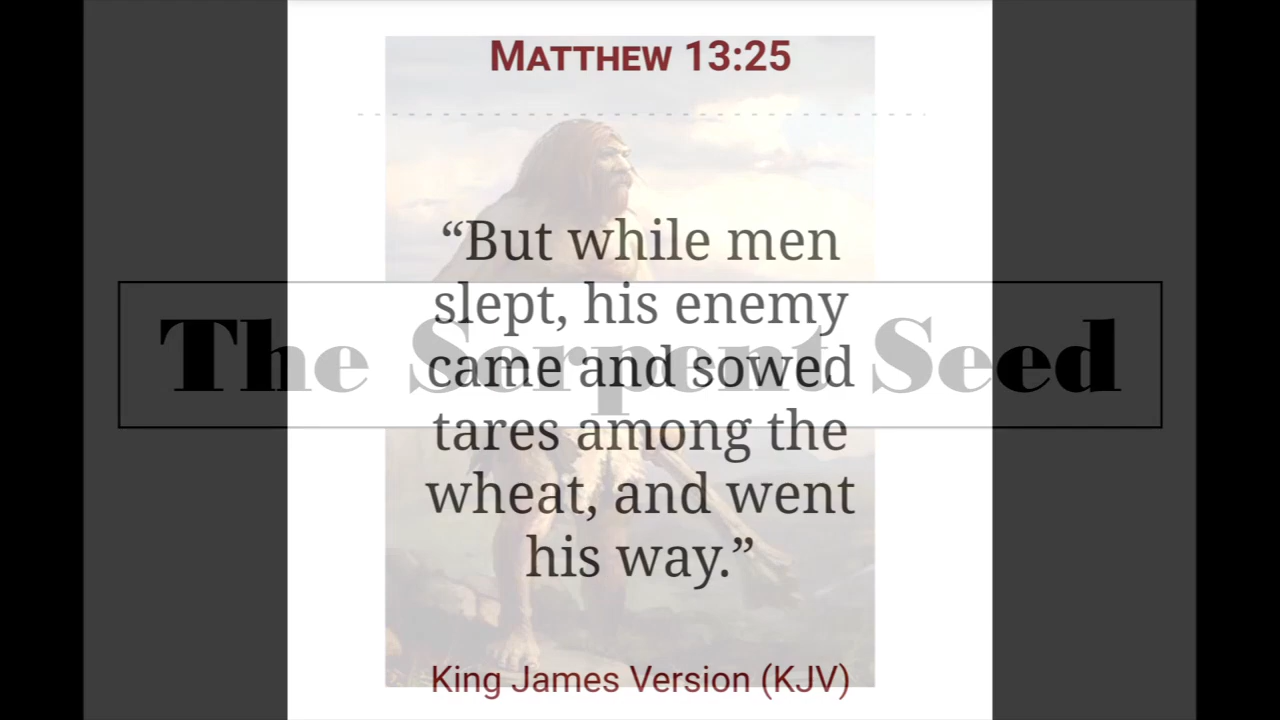 MATTHEW 13:25
“But while men
slept, his enemy
The Serpent Seed
came and sowed
tares among the
wheat, and went
his way.”
King James Version (KJV)